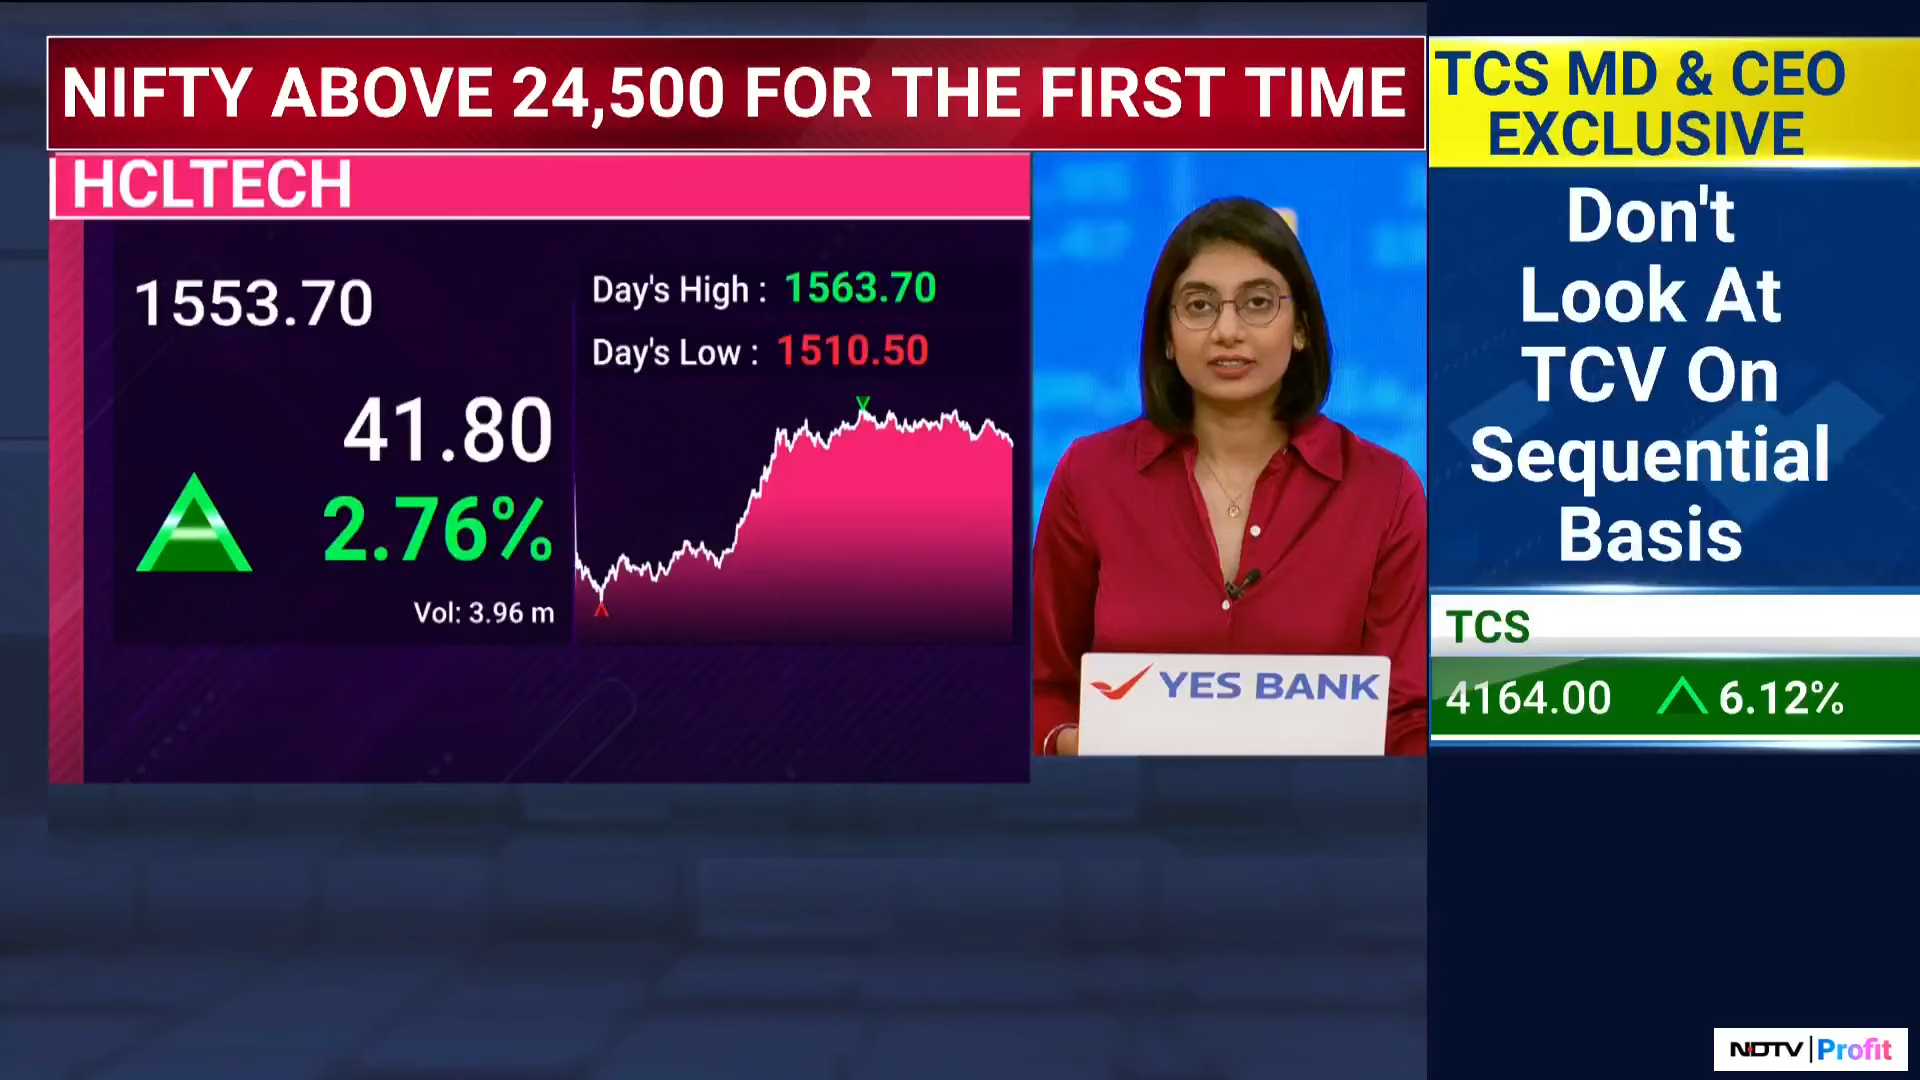 NIFTY ABOVE 24,500 FOR THE FIRST TIME
HCLTECH
1553.70
41.80
2.76%
Vol: 3.96 m
Day's High : 1563.70
Day's Low : 1510.50
YES BANK
TCS MD & CEO
EXCLUSIVE
Don't
Look At
TCV On
Sequential
Basis
TCS
4164.00 6.12%
NDTV Profit